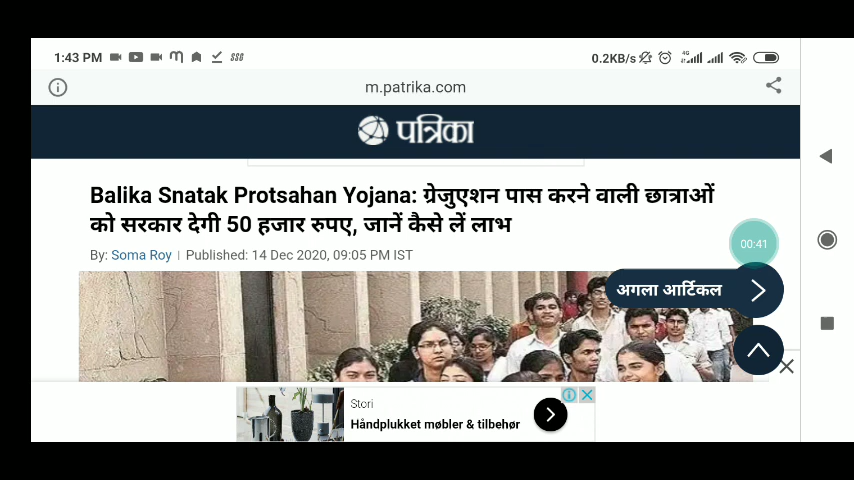 1:43 PM
0.2KB/s 4G
m.patrika.com
पत्रिका
Balika Snatak Protsahan Yojana: ग्रेजुएशन पास करने वाली छात्राओं
को सरकार देगी 50 हजार रुपए, जानें कैसे लें लाभ
By: Soma Roy | Published: 14 Dec 2020, 09:05 PM IST
00:41
अगला आर्टिकल
Stori
Håndplukket møbler & tilbehør